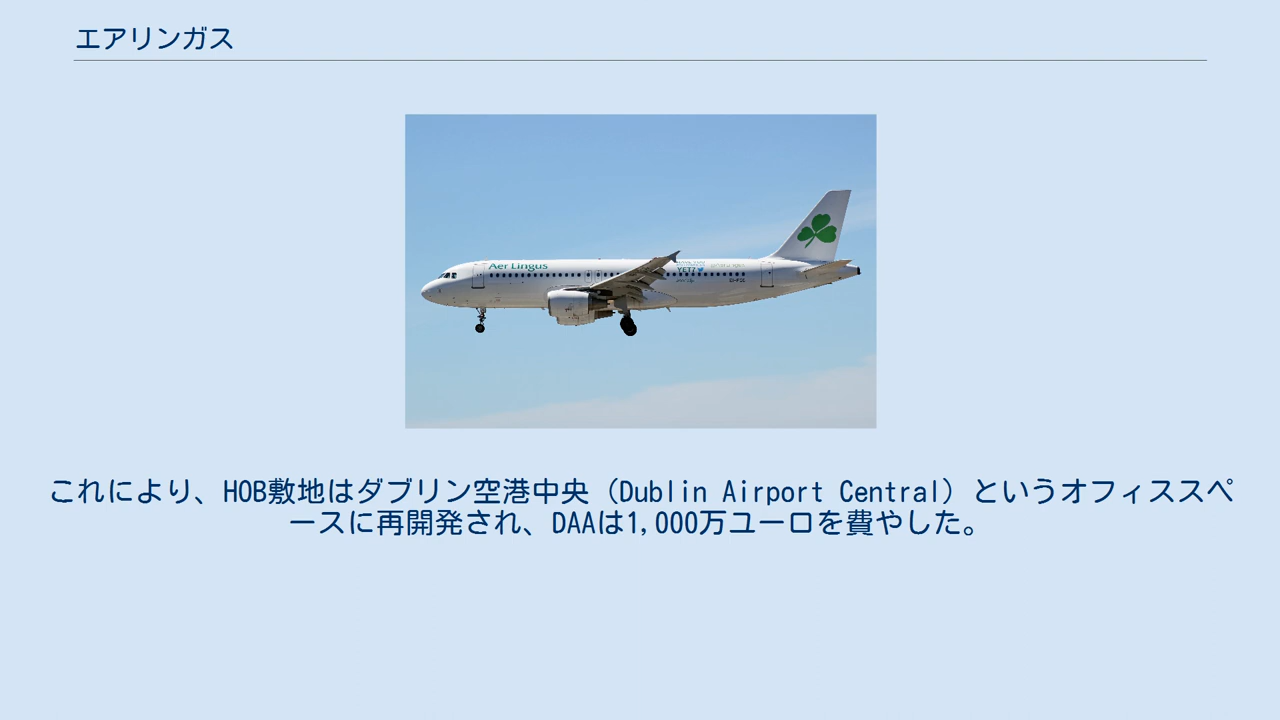 エアリンガス
Aer Lingus
YET?
これにより、HOB敷地はダブリン空港中央（Dublin Airport Central）というオフィススペ
ースに再開発され、DAAは1,000万ユーロを費やした。